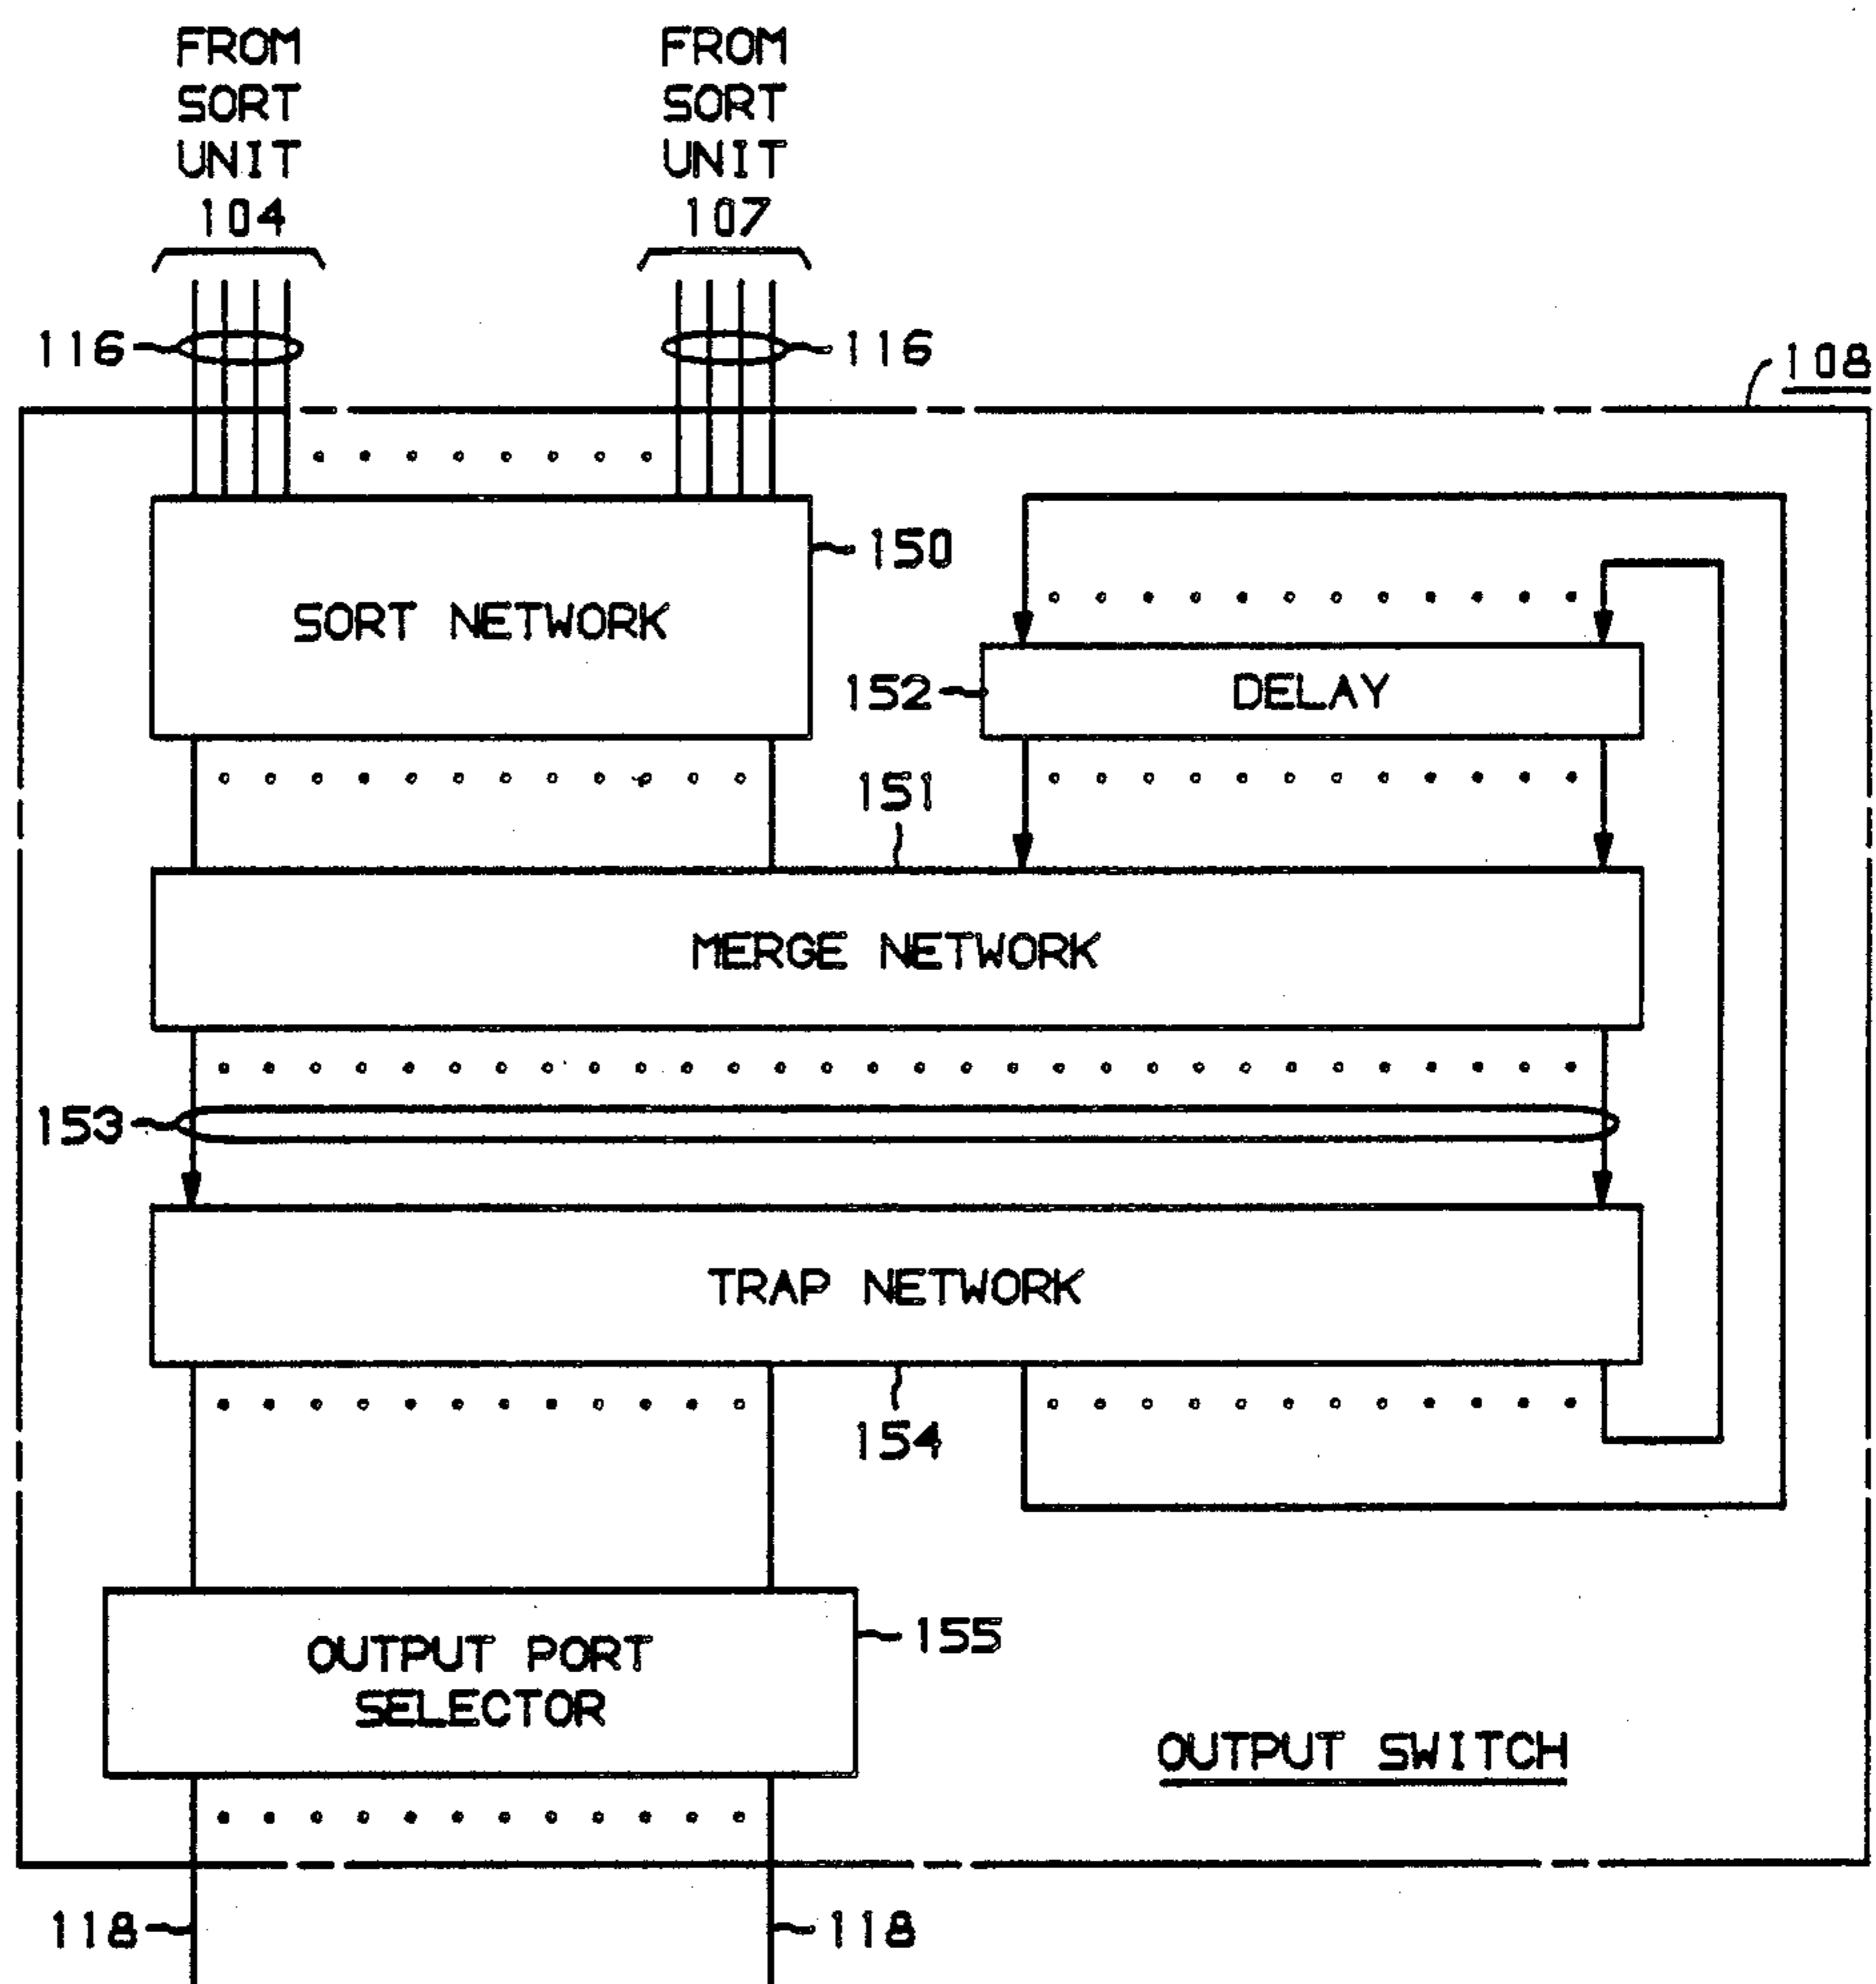 FROM
SORT
UNIT
104
FROM
SORT
UNIT
107
116
116
108
150
SORT NETWORK
152
DELAY
151
MERGE NETWORK
153
TRAP NETWORK
154
OUTPUT PORT
SELECTOR
155
OUTPUT SWITCH
118
118